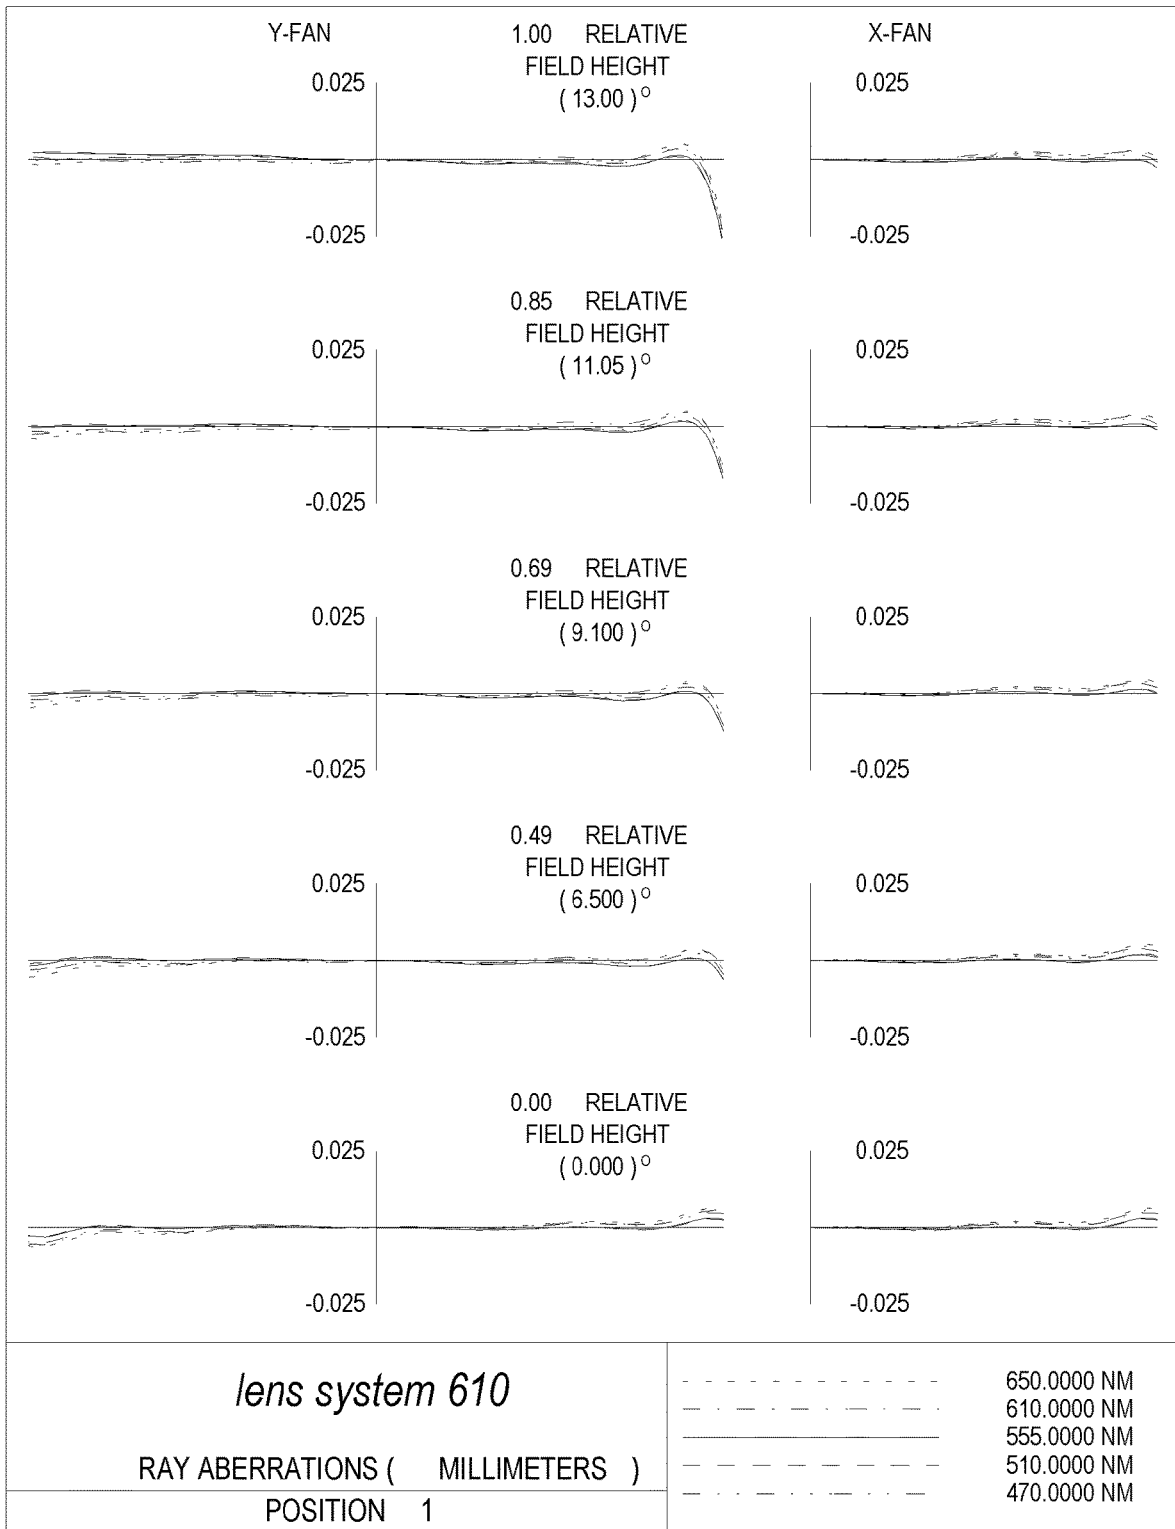 Y-FAN 1.00 RELATIVE X-FAN
FIELD HEIGHT
0.025 ( 13.00 )° 0.025
-0.025 -0.025
0.85 RELATIVE
FIELD HEIGHT
0.025 ( 11.05 )° 0.025
-0.025 -0.025
0.69 RELATIVE
FIELD HEIGHT
0.025 ( 9.100 )° 0.025
-0.025 -0.025
0.49 RELATIVE
FIELD HEIGHT
0.025 ( 6.500 )° 0.025
-0.025 -0.025
0.00 RELATIVE
FIELD HEIGHT
0.025 ( 0.000 )° 0.025
-0.025 -0.025
lens system 610
RAY ABERRATIONS ( MILLIMETERS )
POSITION 1
650.0000 NM
610.0000 NM
555.0000 NM
510.0000 NM
470.0000 NM